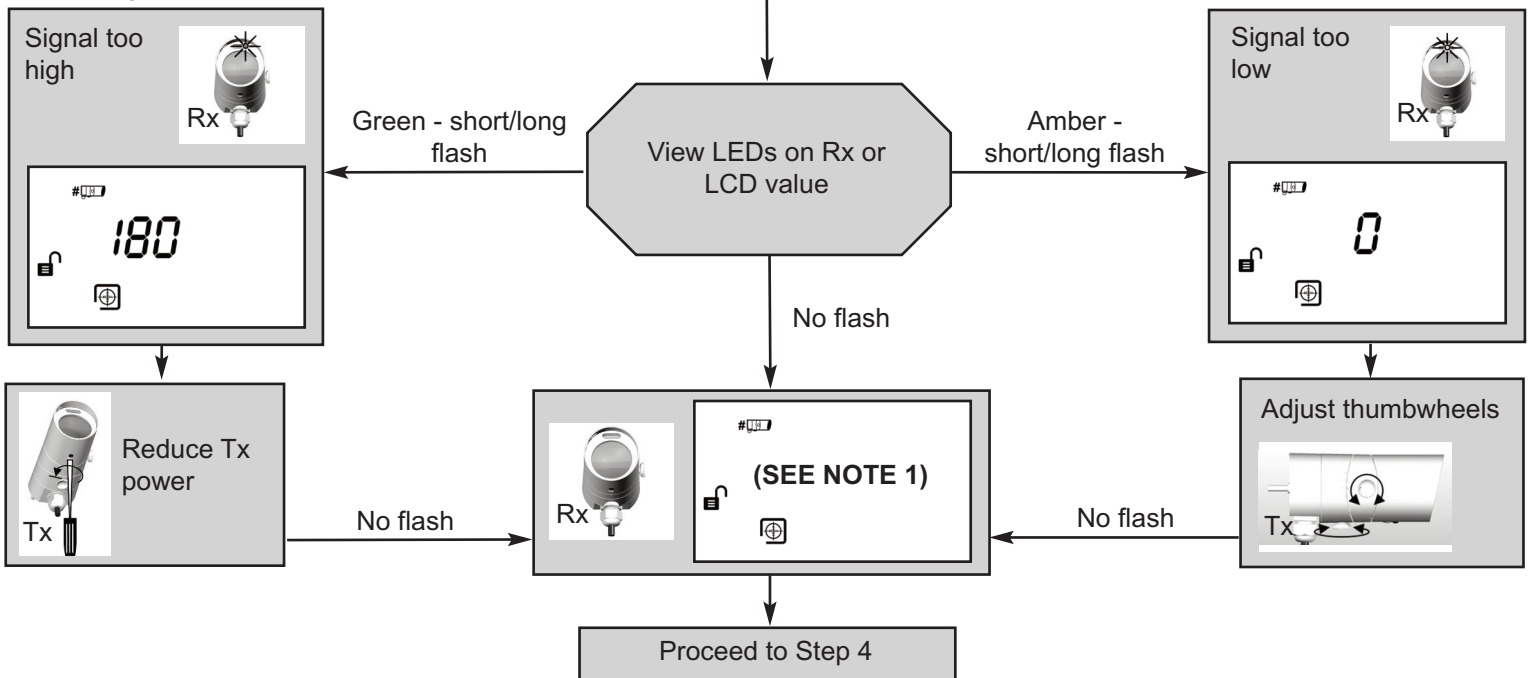 Signal too
high
Rx
#
180
Green - short/long
flash
View LEDs on Rx or
LCD value
Amber -
short/long flash
Signal too
low
Rx
#
0
No flash
Reduce Tx
power
Tx
No flash
Rx
#
(SEE NOTE 1)
No flash
Adjust thumbwheels
Tx
Proceed to Step 4